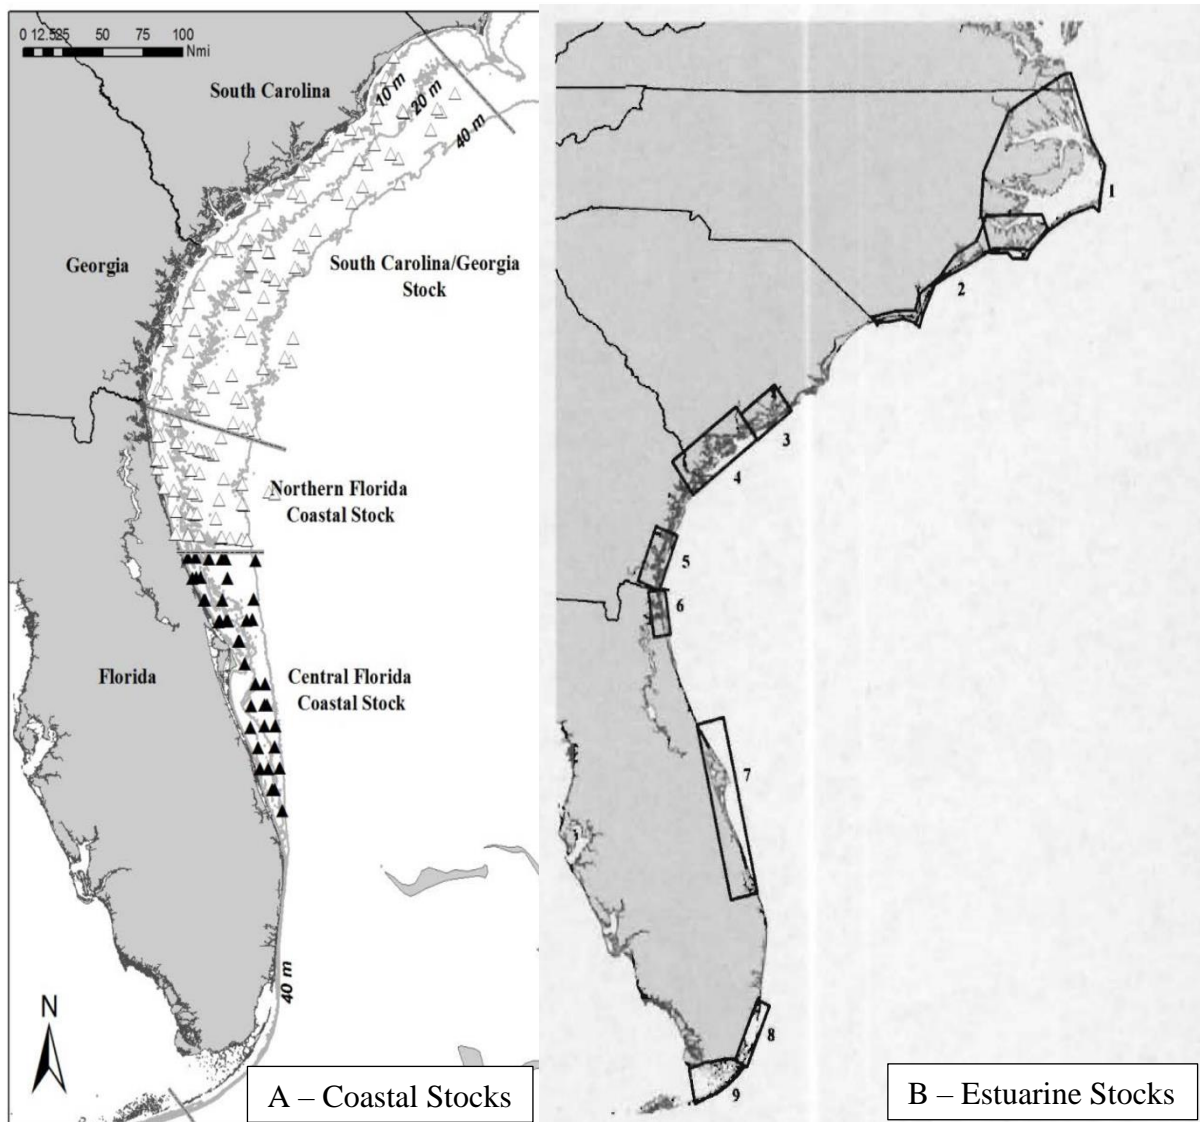 0 12.525 50 75 100
Nmi
South Carolina
10 m
20 m
40 m
Georgia
South Carolina/Georgia
Stock
Northern Florida
Coastal Stock
Florida
Central Florida
Coastal Stock
40 m
N
A – Coastal Stocks
1
2
3
4
5
6
7
8
9
B – Estuarine Stocks